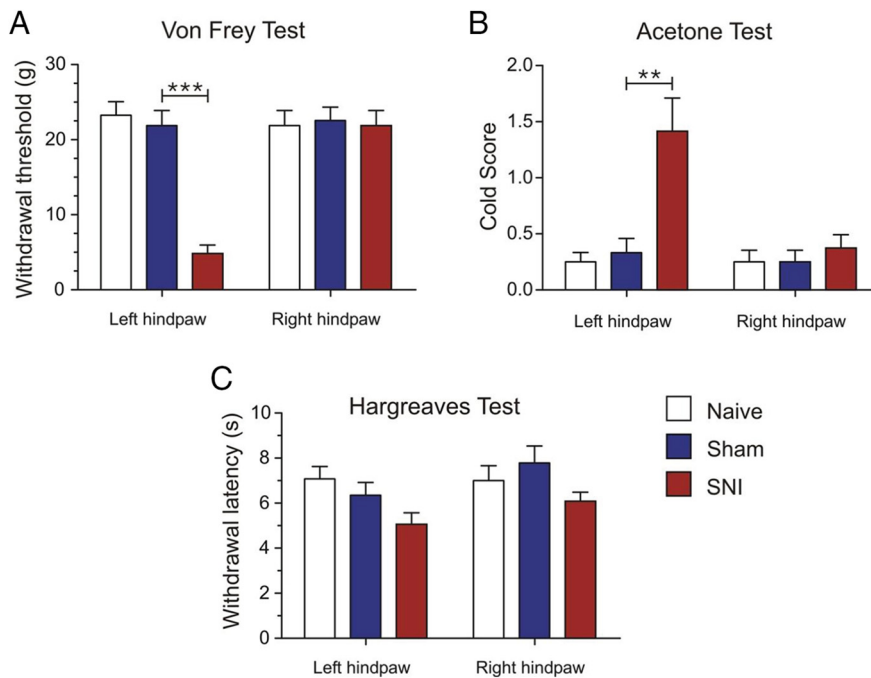 A
Von Frey Test
Withdrawal threshold (g)
30
20
10
0
***
Left hindpaw
Right hindpaw
B
Acetone Test
Cold Score
2.0
1.5
1.0
0.5
0.0
**
Left hindpaw
Right hindpaw
C
Hargreaves Test
Withdrawal latency (s)
10
8
6
4
2
0
Left hindpaw
Right hindpaw
Naive
Sham
SNI